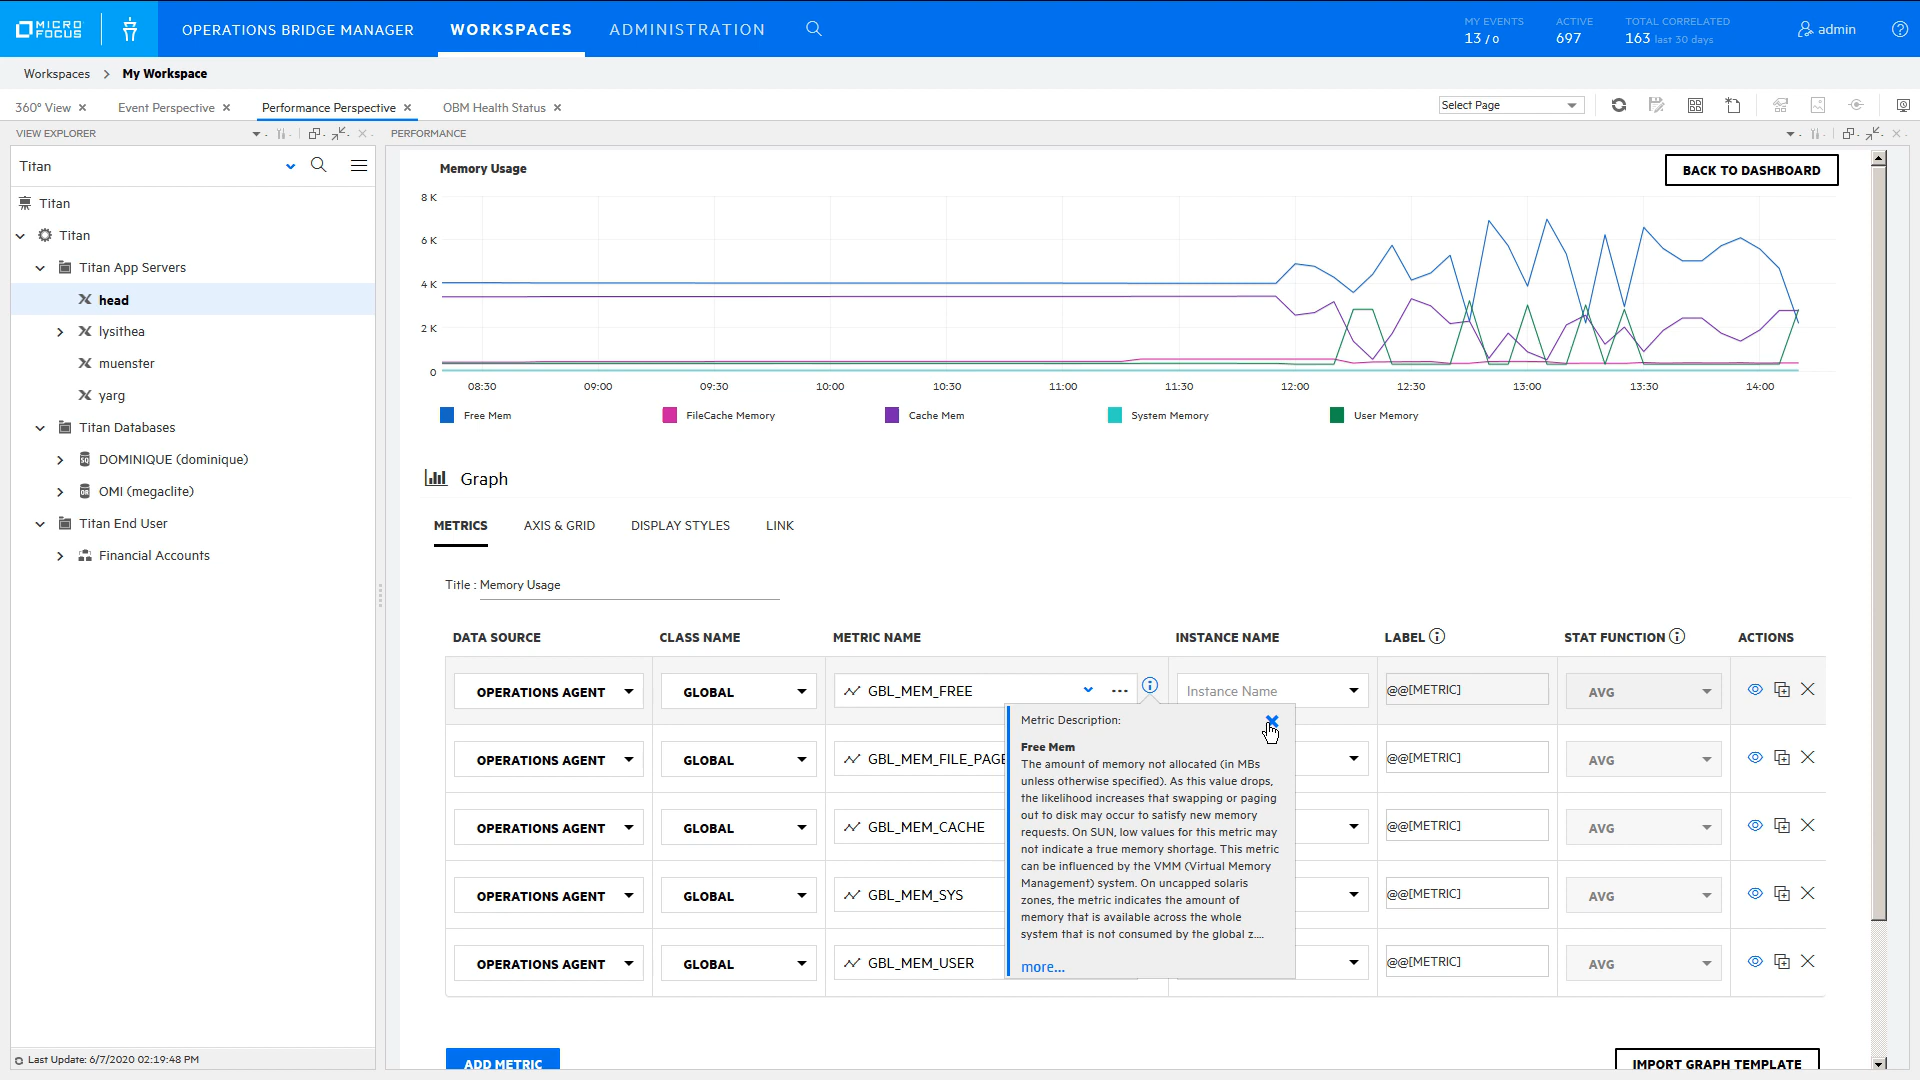 MICRO
FOCUS
OPERATIONS BRIDGE MANAGER
WORKSPACES
ADMINISTRATION
MY EVENTS
13 / 0
ACTIVE
697
TOTAL CORRELATED
163 last 30 days
admin
Workspaces > My Workspace
360° View
Event Perspective
Performance Perspective
OBM Health Status
Select Page
VIEW EXPLORER
PERFORMANCE
Titan
Titan
Titan
Titan App Servers
head
lysithea
muenster
yarg
Titan Databases
DOMINIQUE (dominique)
OMI (megaclite)
Titan End User
Financial Accounts
Last Update: 6/7/2020 02:19:48 PM
Memory Usage
BACK TO DASHBOARD
8 K
6 K
4 K
2 K
0
08:30 09:00 09:30 10:00 10:30 11:00 11:30 12:00 12:30 13:00 13:30 14:00
Free Mem
FileCache Memory
Cache Mem
System Memory
User Memory
Graph
METRICS
AXIS & GRID
DISPLAY STYLES
LINK
Title : Memory Usage
DATA SOURCE CLASS NAME METRIC NAME INSTANCE NAME LABEL STAT FUNCTION ACTIONS
OPERATIONS AGENT GLOBAL GBL_MEM_FREE ... Instance Name @@[METRIC] AVG
OPERATIONS AGENT GLOBAL GBL_MEM_FILE_PAGE @@[METRIC] AVG
OPERATIONS AGENT GLOBAL GBL_MEM_CACHE @@[METRIC] AVG
OPERATIONS AGENT GLOBAL GBL_MEM_SYS @@[METRIC] AVG
OPERATIONS AGENT GLOBAL GBL_MEM_USER @@[METRIC] AVG
Metric Description:
Free Mem
The amount of memory not allocated (in MBs
unless otherwise specified). As this value drops,
the likelihood increases that swapping or paging
out to disk may occur to satisfy new memory
requests. On SUN, low values for this metric may
not indicate a true memory shortage. This metric
can be influenced by the VMM (Virtual Memory
Management) system. On uncapped solaris
zones, the metric indicates the amount of
memory that is available across the whole
system that is not consumed by the global z....
more...
ADD METRIC
IMPORT GRAPH TEMPLATE